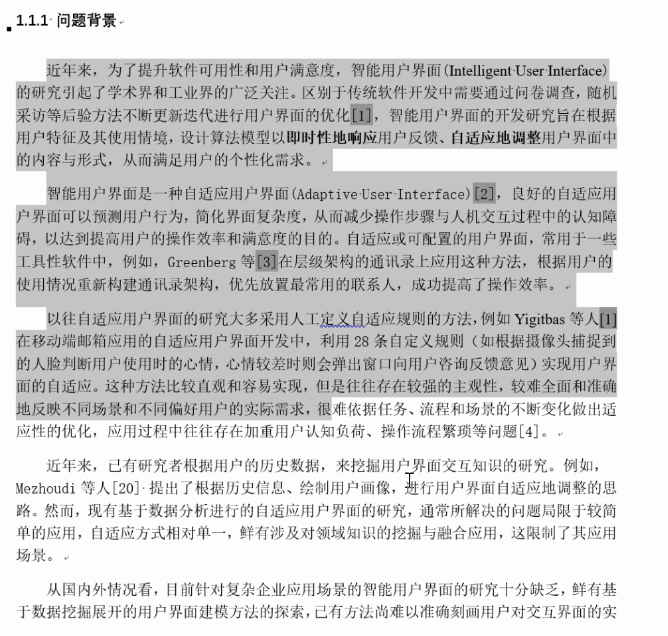 1.1.1 问题背景
近年来，为了提升软件可用性和用户满意度，智能用户界面(Intelligent User Interface)
的研究引起了学术界和工业界的广泛关注。区别于传统软件开发中需要通过问卷调查，随机
采访等后验方法不断更新迭代进行用户界面的优化[1]，智能用户界面的开发研究旨在根据
用户特征及其使用情境，设计算法模型以即时性地响应用户反馈、自适应地调整用户界面中
的内容与形式，从而满足用户的个性化需求。
智能用户界面是一种自适应用户界面(Adaptive User Interface)[2]，良好的自适应用
户界面可以预测用户行为，简化界面复杂度，从而减少操作步骤与人机交互过程中的认知障
碍，以达到提高用户的操作效率和满意度的目的。自适应或可配置的用户界面，常用于一些
工具性软件中，例如，Greenberg 等[3]在层级架构的通讯录上应用这种方法，根据用户的
使用情况重新构建通讯录架构，优先放置最常用的联系人，成功提高了操作效率。
以往自适应用户界面的研究大多采用人工定义自适应规则的方法，例如 Yigitbas 等人[1]
在移动端邮箱应用的自适应用户界面开发中，利用 28 条自定义规则（如根据摄像头捕捉到
的人脸判断用户使用时的心情，心情较差时则会弹出窗口向用户咨询反馈意见）实现用户界
面的自适应。这种方法比较直观和容易实现，但是往往存在较强的主观性，较难全面和准确
地反映不同场景和不同偏好用户的实际需求，很难依据任务、流程和场景的不断变化做出适
应性的优化，应用过程中往往存在加重用户认知负荷、操作流程繁琐等问题[4]。
近年来，已有研究者根据用户的历史数据，来挖掘用户界面交互知识的研究。例如，
Mezhoudi 等人[20] 提出了根据历史信息、绘制用户画像，进行用户界面自适应地调整的思
路。然而，现有基于数据分析进行的自适应用户界面的研究，通常所解决的问题局限于较简
单的应用，自适应方式相对单一，鲜有涉及对领域知识的挖掘与融合应用，这限制了其应用
场景。
从国内外情况看，目前针对复杂企业应用场景的智能用户界面的研究十分缺乏，鲜有基
于数据挖掘展开的用户界面建模方法的探索，已有方法尚难以准确刻画用户对交互界面的实